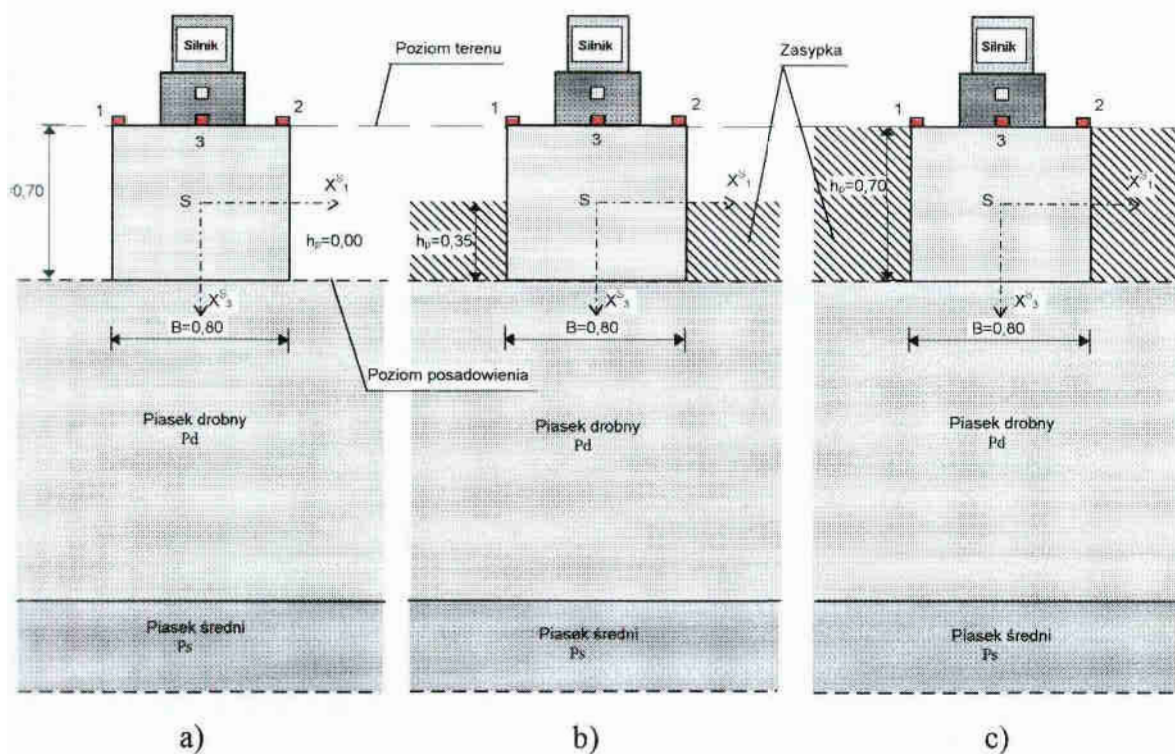 Silnik
Poziom terenu
1
2
3
=0,70
X^S_1
S
h_p=0,00
X^S_3
B=0,80
Poziom posadowienia
Piasek drobny
Pd
Piasek średni
Ps
a)
Silnik
Zasypka
1
2
3
X^S_1
S
h_p=0,35
X^S_3
B=0,80
Piasek drobny
Pd
Piasek średni
Ps
b)
Silnik
1
2
3
h_p=0,70
X^S_1
S
X^S_3
B=0,80
Piasek drobny
Pd
Piasek średni
Ps
c)